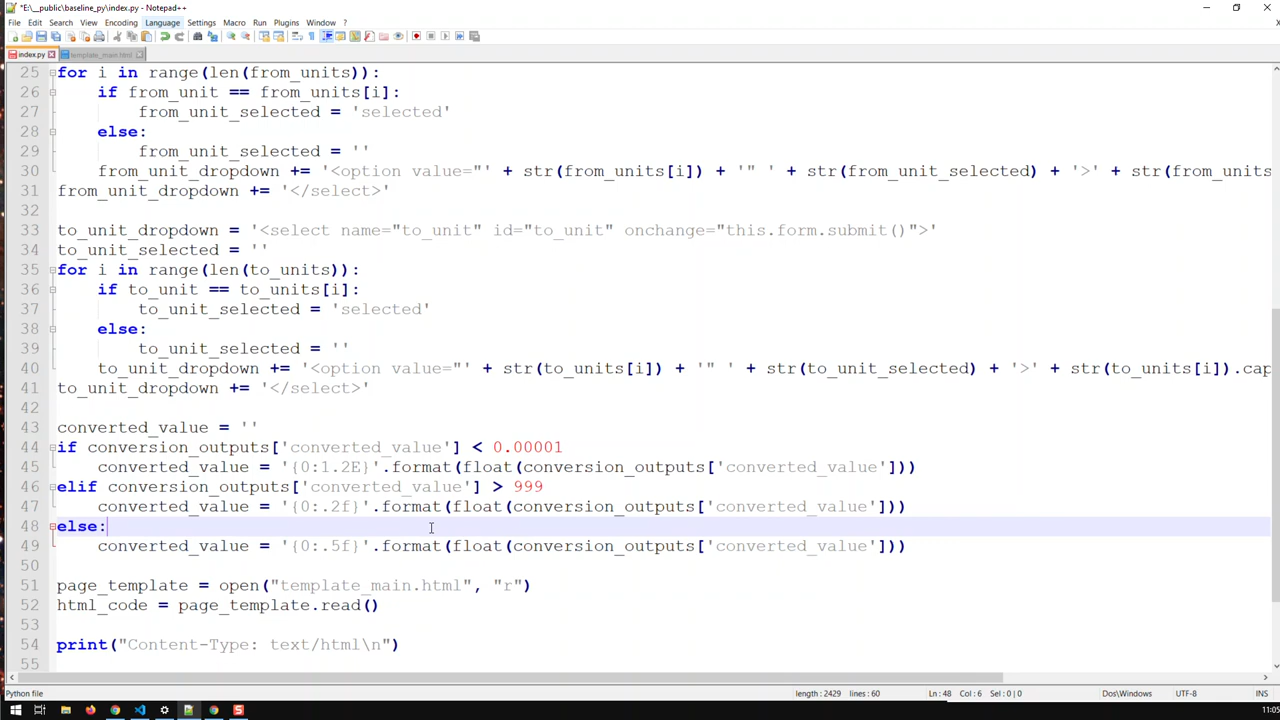 *E:\__public\baseline_py\index.py - Notepad++
File Edit Search View Encoding Language Settings Tools Macro Run Plugins Window ?
index.py template_main.html
25 for i in range(len(from_units)):
26 if from_unit == from_units[i]:
27 from_unit_selected = 'selected'
28 else:
29 from_unit_selected = ''
30 from_unit_dropdown += '<option value="' + str(from_units[i]) + '" ' + str(from_unit_selected) + '>' + str(from_units
31 from_unit_dropdown += '</select>'
32
33 to_unit_dropdown = '<select name="to_unit" id="to_unit" onchange="this.form.submit()">'
34 to_unit_selected = ''
35 for i in range(len(to_units)):
36 if to_unit == to_units[i]:
37 to_unit_selected = 'selected'
38 else:
39 to_unit_selected = ''
40 to_unit_dropdown += '<option value="' + str(to_units[i]) + '" ' + str(to_unit_selected) + '>' + str(to_units[i]).cap
41 to_unit_dropdown += '</select>'
42
43 converted_value = ''
44 if conversion_outputs['converted_value'] < 0.00001
45 converted_value = '{0:1.2E}'.format(float(conversion_outputs['converted_value']))
46 elif conversion_outputs['converted_value'] > 999
47 converted_value = '{0:.2f}'.format(float(conversion_outputs['converted_value']))
48 else:
49 converted_value = '{0:.5f}'.format(float(conversion_outputs['converted_value']))
50
51 page_template = open("template_main.html", "r")
52 html_code = page_template.read()
53
54 print("Content-Type: text/html\n")
55
Python file length : 2429 lines : 60 Ln : 48 Col : 6 Sel : 0 | 0 Dos\Windows UTF-8 INS
11:05